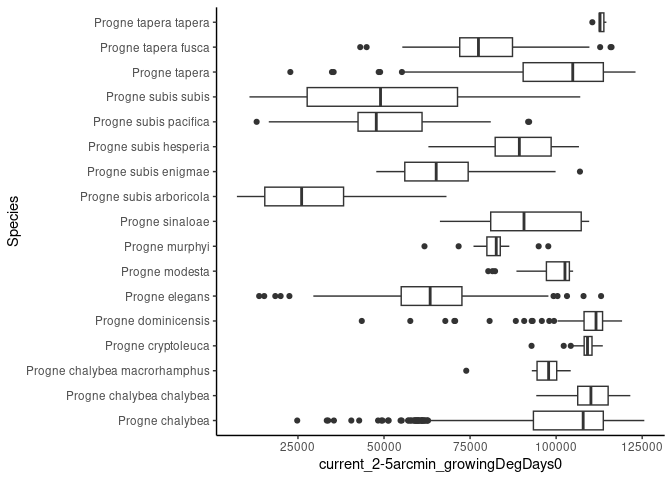 Progne tapera tapera
Progne tapera fusca
Progne tapera
Progne subis subis
Progne subis pacifica
Progne subis hesperia
Progne subis enigmae
Progne subis arboricola
Progne sinaloae
Progne murphyi
Progne modesta
Progne elegans
Progne dominicensis
Progne cryptoleuca
Progne chalybea macrorhamphus
Progne chalybea chalybea
Progne chalybea
Species
25000 50000 75000 100000 125000
current_2-5arcmin_growingDegDays0